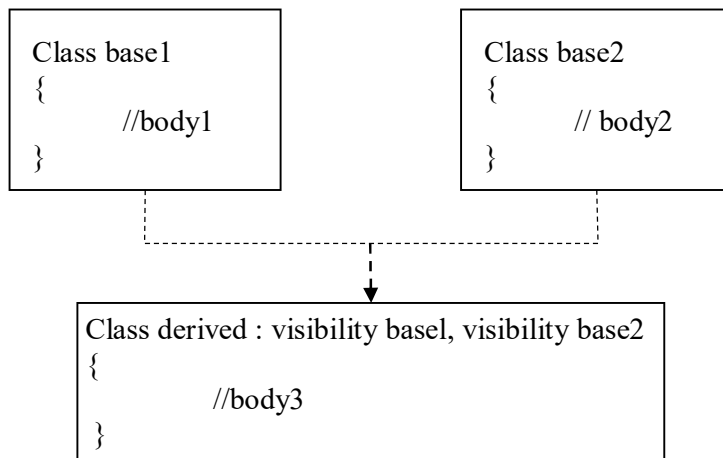 Class base1
{
//body1
}
Class base2
{
// body2
}
Class derived : visibility basel, visibility base2
{
//body3
}